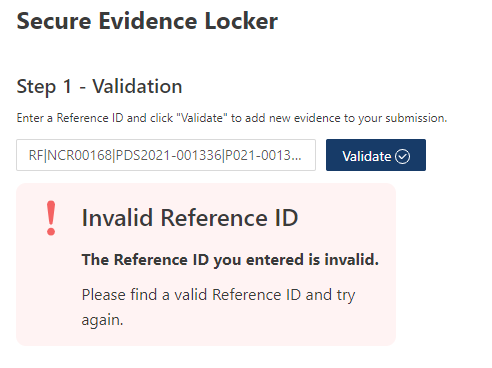 Secure Evidence Locker
Step 1 - Validation
Enter a Reference ID and click "Validate" to add new evidence to your submission.
RF|NCR00168|PDS2021-001336|P021-0013...
Validate
Invalid Reference ID
The Reference ID you entered is invalid.
Please find a valid Reference ID and try
again.